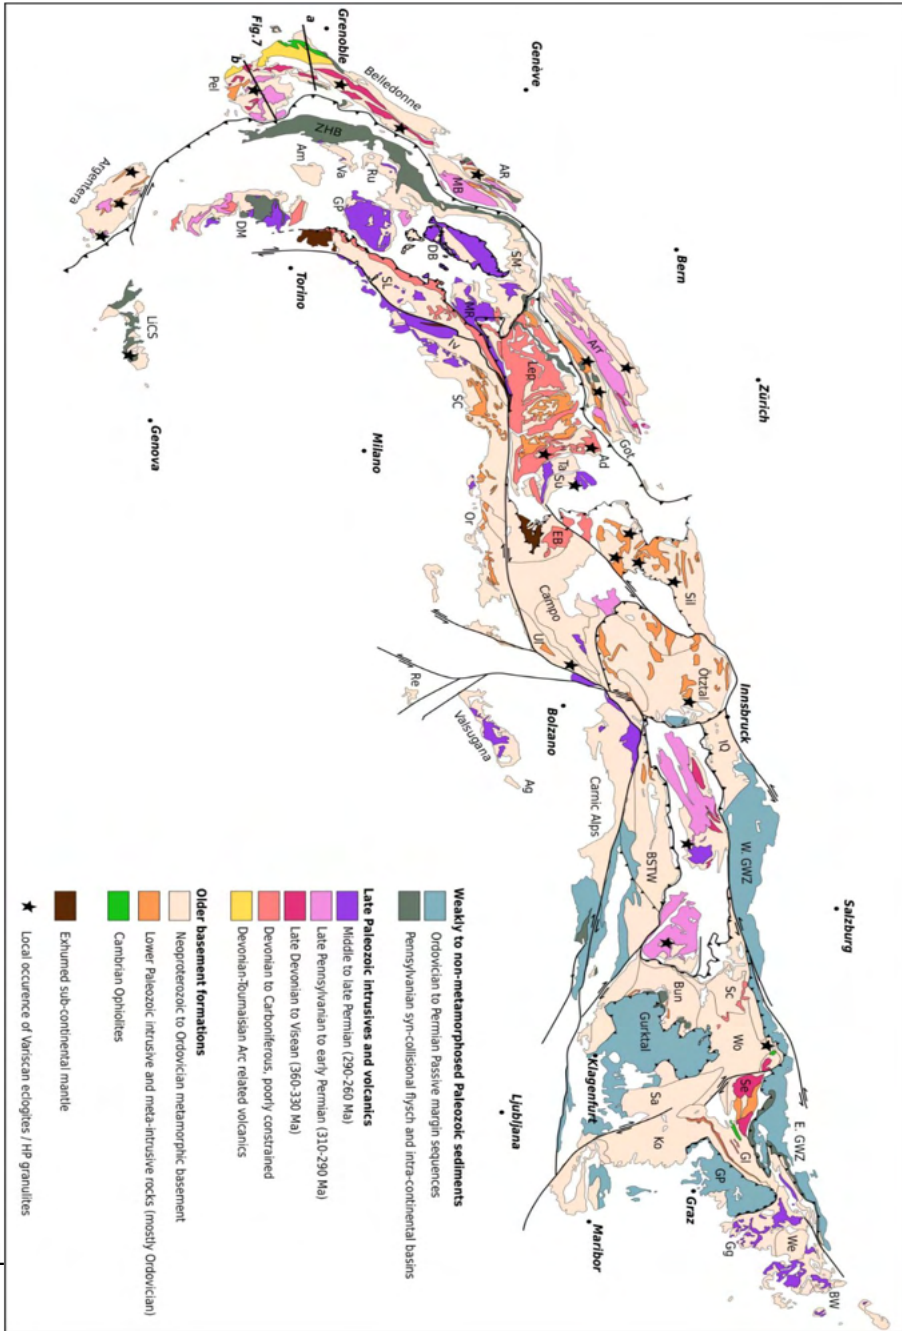 Fig.7
a
b
Grenoble
Genève
Bern
Zürich
Innsbruck
Salzburg
Torino
Genova
Milano
Bolzano
Klagenfurt
Ljubljana
Graz
Maribor
Pel
Belledonne
ZHB
Argentera
AR
MB
Am
Va
Ru
GP
DM
DB
SM
SL
MR
Iv
SC
LiCS
Arr
Lep
Got
Ad
Ta
Su
Or
EB
Campo
Ul
Sil
Ötztal
IQ
Re
Valsugana
Ag
Carnic Alps
BSTW
W. GWZ
Sc
Bun
Wo
Gurktal
Se
Sa
Ko
E. GWZ
Gl
GP
Gg
We
BW
Weakly to non-metamorphosed Paleozoic sediments
Ordovician to Permian Passive margin sequences
Pennsylvanian syn-collisional flysch and intra-continental basins
Late Paleozoic intrusives and volcanics
Middle to late Permian (290-260 Ma)
Late Pennsylvanian to early Permian (310-290 Ma)
Late Devonian to Visean (360-330 Ma)
Devonian to Carboniferous, poorly constrained
Devonian-Tournaisian Arc related volcanics
Older basement formations
Neoproterozoic to Ordovician metamorphic basement
Lower Paleozoic intrusive and meta-intrusive rocks (mostly Ordovician)
Cambrian Ophiolites
Exhumed sub-continental mantle
Local occurence of Variscan eclogites / HP granulites